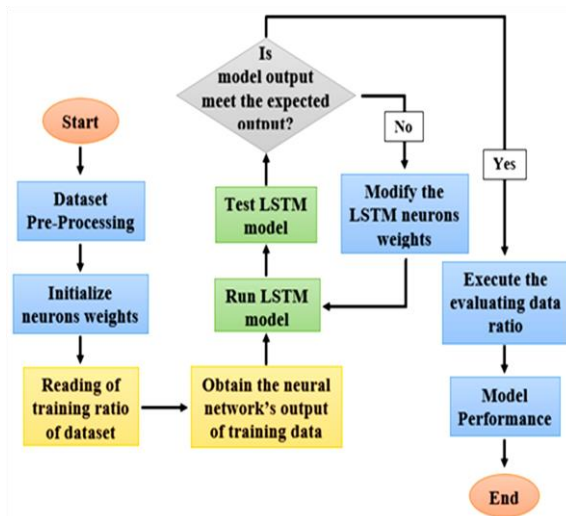 Start
Dataset
Pre-Processing
Initialize
neurons weights
Reading of
training ratio
of dataset
Obtain the neural
network's output
of training data
Run LSTM
model
Test LSTM
model
Is
model output
meet the expected
output?
No
Modify the
LSTM neurons
weights
Yes
Execute the
evaluating data
ratio
Model
Performance
End